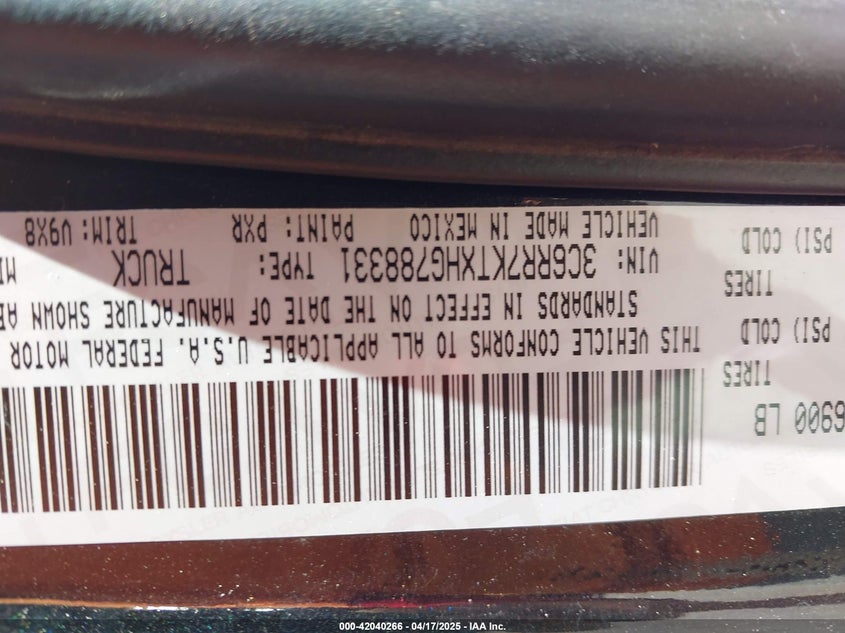 6900 LB
TIRES
PSI) COLD
TIRES
PSI) COLD
THIS VEHICLE CONFORMS TO ALL APPLICABLE U.S.A. FEDERAL MOTOR
STANDARDS IN EFFECT ON THE DATE OF MANUFACTURE SHOWN AB
VIN: 3C6RR7KTXHG788331 TYPE: TRUCK
VEHICLE MADE IN MEXICO PAINT: PXR TRIM: V9X8
000-42040266 - 04/17/2025 - IAA Inc.